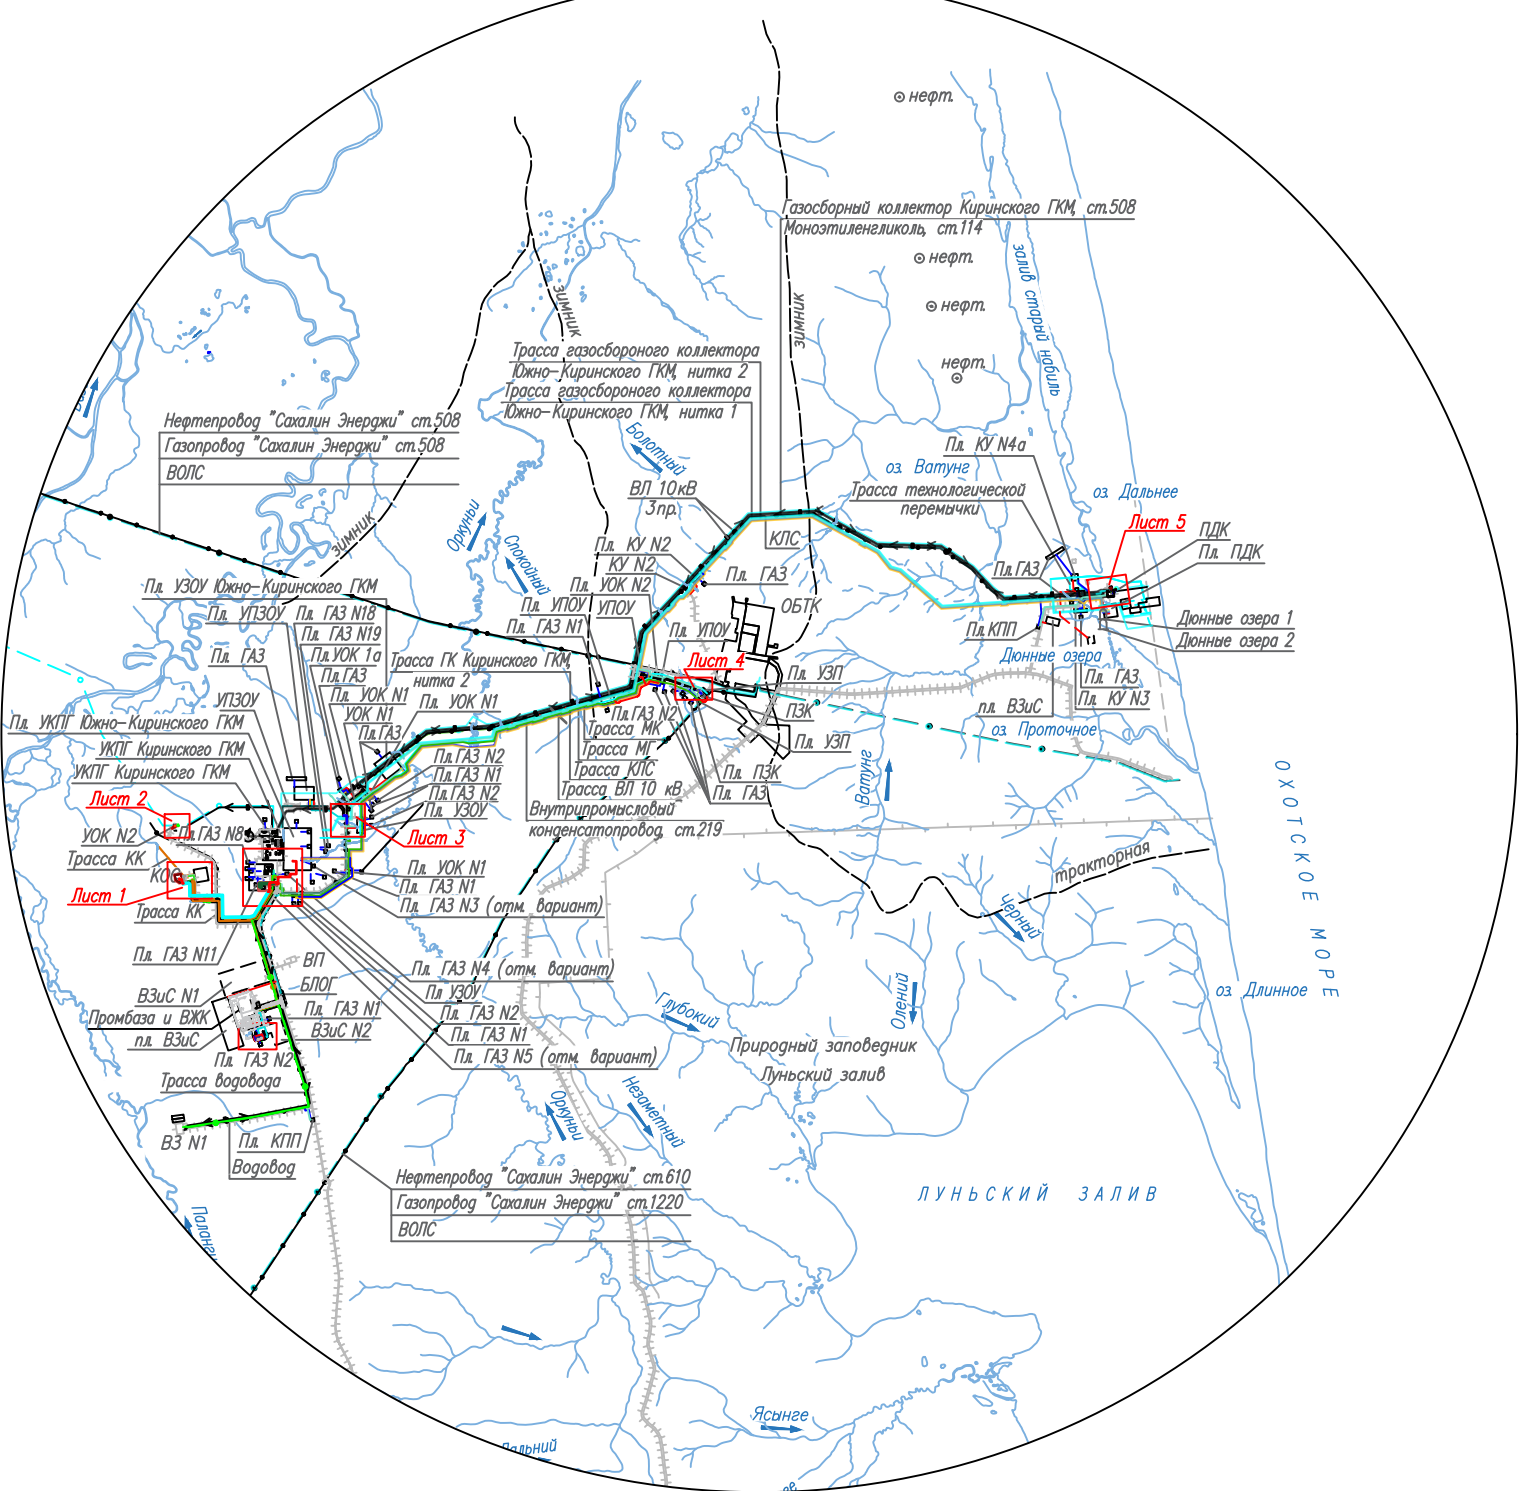 нефт.
Газосборный коллектор Киринского ГКМ, ст.508
Моноэтиленгликоль, ст.114
нефт.
залив старый набиль
зимник
зимник
нефт.
Трасса газосбороного коллектора
Южно-Киринского ГКМ, нитка 2
Трасса газосбороного коллектора
Южно-Киринского ГКМ, нитка 1
нефт.
Нефтепровод "Сахалин Энерджи" ст.508
Газопровод "Сахалин Энерджи" ст.508
ВОЛС
Болотный
Пл. КУ N4а
оз. Ватунг
ВЛ 10кВ
3пр.
Трасса технологической
перемычки
оз. Дальнее
Лист 5
ПДК
Пл. ПДК
зимник
Оркуньи
Спокойный
КЛС
Пл. КУ N2
КУ N2
Пл. УОК N2
Пл. ГАЗ
Пл.ГАЗ
Пл. УЗОУ Южно-Киринского ГКМ
Пл. УПЗОУ
Пл. ГАЗ N18
Пл. УПОУ
УПОУ
ОБТК
Дюнные озера 1
Дюнные озера 2
Пл.КПП
Пл. ГАЗ N19
Пл. ГАЗ N1
Пл. УПОУ
Дюнные озера
Пл. ГАЗ
Пл.УОК 1а
Трасса ГК Киринского ГКМ,
нитка 2
Лист 4
Пл. УЗП
Пл. ГАЗ
Пл. КУ N3
Пл.ГАЗ
Пл. УОК N1
Пл. УОК N1
УПЗОУ
УОК N1
пл. ВЗиС
ПЗК
Пл. УКПГ Южно-Киринского ГКМ
Пл.ГАЗ
Пл.ГАЗ N2
Трасса МК
оз. Проточное
Пл. УЗП
УКПГ Киринского ГКМ
Пл.ГАЗ N2
Трасса МГ
УКПГ Киринского ГКМ
Пл.ГАЗ N1
Трасса КЛС
Пл. ПЗК
Ватунг
Лист 2
Пл.ГАЗ N2
Трасса ВЛ 10 кВ
Пл. ГАЗ
Пл. УЗОУ
Внутрипромысловый
конденсатопровод, ст.219
УОК N2
Пл.ГАЗ N8
Лист 3
ОХОТСКОЕ МОРЕ
Трасса КК
КОС
Пл. УОК N1
тракторная
Лист 1
Пл. ГАЗ N1
Трасса КК
Пл. ГАЗ N3 (отм. вариант)
Черный
Пл. ГАЗ N11
ВП
Пл. ГАЗ N4 (отм. вариант)
БЛОГ
Пл УЗОУ
ВЗиС N1
Пл. ГАЗ N1
Пл. ГАЗ N2
Глубокий
Олений
оз. Длинное
Промбаза и ВЖК
ВЗиС N2
Пл. ГАЗ N1
пл. ВЗиС
Пл. ГАЗ N2
Пл. ГАЗ N5 (отм. вариант)
Природный заповедник
Луньский залив
Трасса водовода
Незаметный
Оркуньи
ВЗ N1
Пл. КПП
Водовод
Нефтепровод "Сахалин Энерджи" ст.610
Газопровод "Сахалин Энерджи" ст.1220
ВОЛС
ЛУНЬСКИЙ ЗАЛИВ
Ясынге